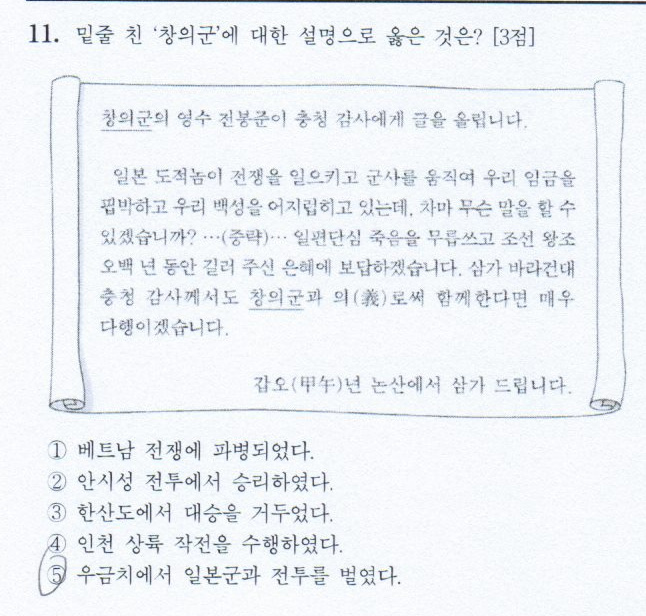 11. 밑줄 친 '창의군'에 대한 설명으로 옳은 것은? [3점]
창의군의 영수 전봉준이 충청 감사에게 글을 올립니다.
일본 도적놈이 전쟁을 일으키고 군사를 움직여 우리 임금을
핍박하고 우리 백성을 어지럽히고 있는데, 차마 무슨 말을 할 수
있겠습니까? …(중략)… 일편단심 죽음을 무릅쓰고 조선 왕조
오백 년 동안 길러 주신 은혜에 보답하겠습니다. 삼가 바라건대
충청 감사께서도 창의군과 의(義)로써 함께한다면 매우
다행이겠습니다.
갑오(甲午)년 논산에서 삼가 드립니다.
① 베트남 전쟁에 파병되었다.
② 안시성 전투에서 승리하였다.
③ 한산도에서 대승을 거두었다.
④ 인천 상륙 작전을 수행하였다.
⑤ 우금치에서 일본군과 전투를 벌였다.